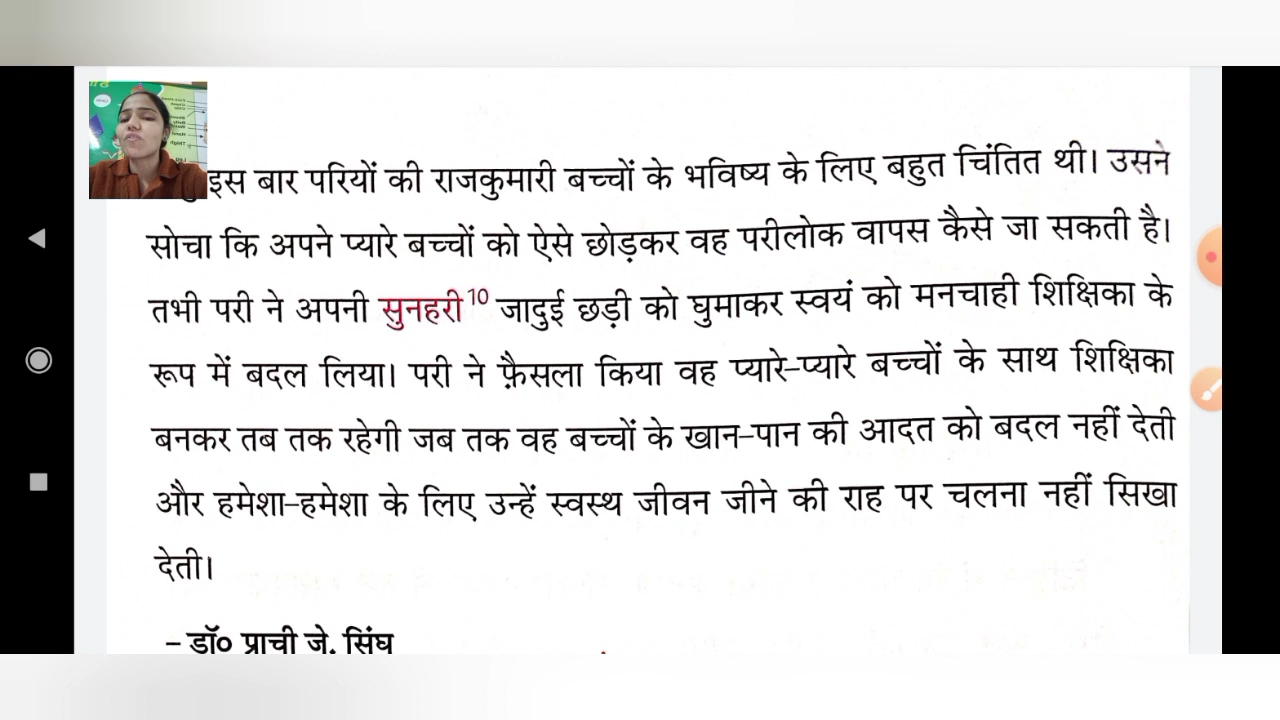 इस बार परियों की राजकुमारी बच्चों के भविष्य के लिए बहुत चिंतित थी। उसने
सोचा कि अपने प्यारे बच्चों को ऐसे छोड़कर वह परीलोक वापस कैसे जा सकती है।
तभी परी ने अपनी सुनहरी¹⁰ जादुई छड़ी को घुमाकर स्वयं को मनचाही शिक्षिका के
रूप में बदल लिया। परी ने फ़ैसला किया वह प्यारे-प्यारे बच्चों के साथ शिक्षिका
बनकर तब तक रहेगी जब तक वह बच्चों के खान-पान की आदत को बदल नहीं देती
और हमेशा-हमेशा के लिए उन्हें स्वस्थ जीवन जीने की राह पर चलना नहीं सिखा
देती।
– डॉ० प्राची जे. सिंघ